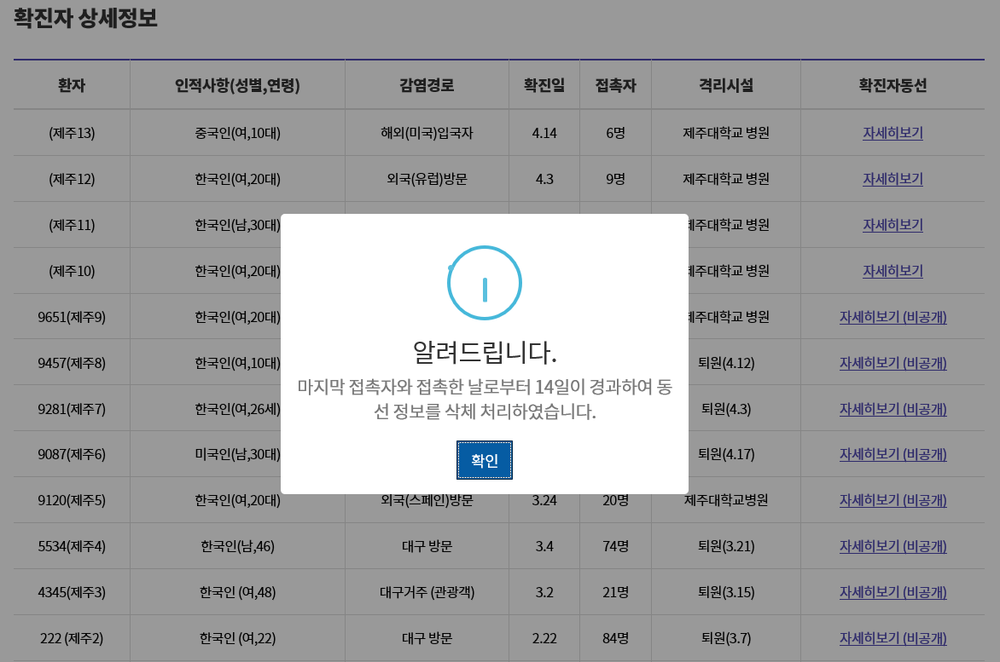 확진자 상세정보
환자 인적사항(성별,연령) 감염경로 확진일 접촉자 격리시설 확진자동선
(제주13) 중국인(여,10대) 해외(미국)입국자 4.14 6명 제주대학교 병원 자세히보기
(제주12) 한국인(여,20대) 외국(유럽)방문 4.3 9명 제주대학교 병원 자세히보기
(제주11) 한국인(남,30대) 제주대학교 병원 자세히보기
(제주10) 한국인(여,20대) 제주대학교 병원 자세히보기
9651(제주9) 한국인(여,20대) 제주대학교 병원 자세히보기 (비공개)
9457(제주8) 한국인(여,10대) 퇴원(4.12) 자세히보기 (비공개)
9281(제주7) 한국인(여,26세) 퇴원(4.3) 자세히보기 (비공개)
9087(제주6) 미국인(남,30대) 퇴원(4.17) 자세히보기 (비공개)
알려드립니다.
마지막 접촉자와 접촉한 날로부터 14일이 경과하여 동
선 정보를 삭체 처리하였습니다.
확인
9120(제주5) 한국인(여,20대) 외국(스페인)방문 3.24 20명 제주대학교병원 자세히보기 (비공개)
5534(제주4) 한국인(남,46) 대구 방문 3.4 74명 퇴원(3.21) 자세히보기 (비공개)
4345(제주3) 한국인 (여,48) 대구거주 (관광객) 3.2 21명 퇴원(3.15) 자세히보기 (비공개)
222 (제주2) 한국인 (여,22) 대구 방문 2.22 84명 퇴원(3.7) 자세히보기 (비공개)